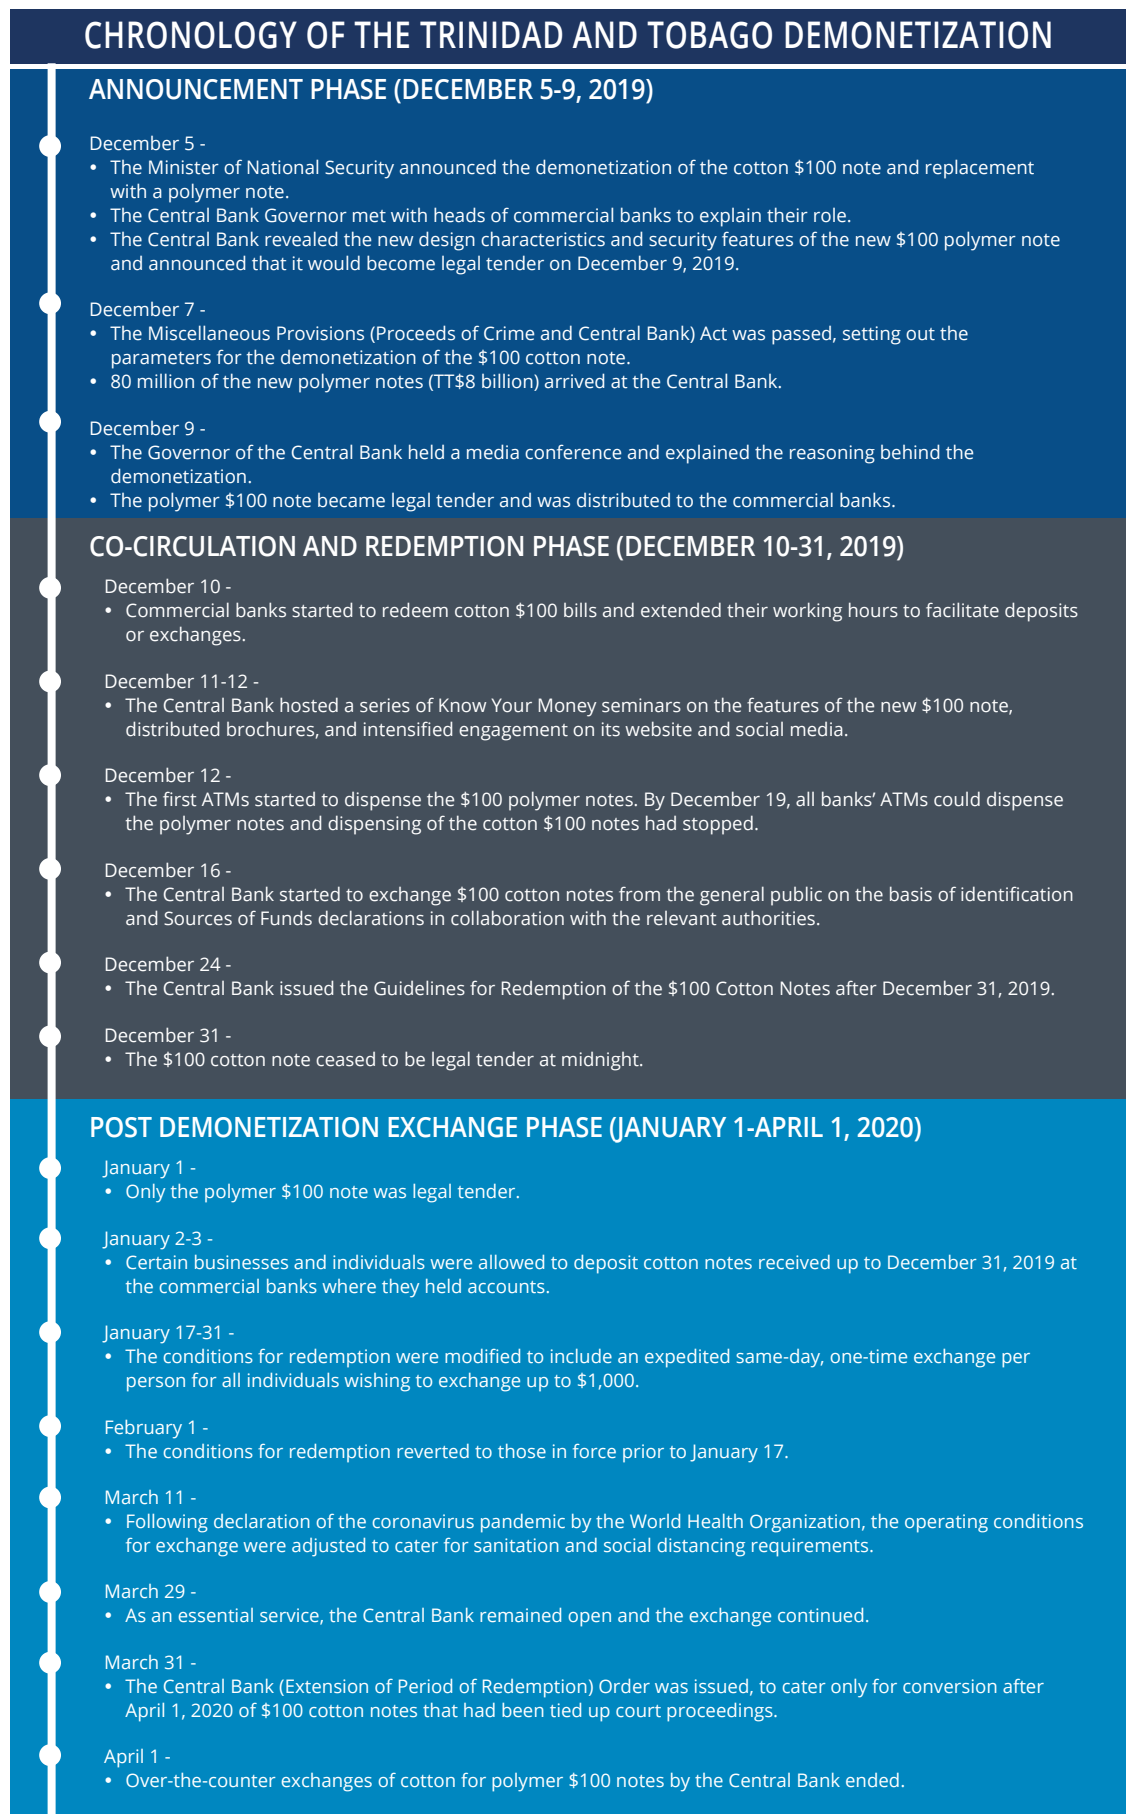 CHRONOLOGY OF THE TRINIDAD AND TOBAGO DEMONETIZATION
ANNOUNCEMENT PHASE (DECEMBER 5-9, 2019)
December 5 -
• The Minister of National Security announced the demonetization of the cotton $100 note and replacement
with a polymer note.
• The Central Bank Governor met with heads of commercial banks to explain their role.
• The Central Bank revealed the new design characteristics and security features of the new $100 polymer note
and announced that it would become legal tender on December 9, 2019.
December 7 -
• The Miscellaneous Provisions (Proceeds of Crime and Central Bank) Act was passed, setting out the
parameters for the demonetization of the $100 cotton note.
• 80 million of the new polymer notes (TT$8 billion) arrived at the Central Bank.
December 9 -
• The Governor of the Central Bank held a media conference and explained the reasoning behind the
demonetization.
• The polymer $100 note became legal tender and was distributed to the commercial banks.
CO-CIRCULATION AND REDEMPTION PHASE (DECEMBER 10-31, 2019)
December 10 -
• Commercial banks started to redeem cotton $100 bills and extended their working hours to facilitate deposits
or exchanges.
December 11-12 -
• The Central Bank hosted a series of Know Your Money seminars on the features of the new $100 note,
distributed brochures, and intensified engagement on its website and social media.
December 12 -
• The first ATMs started to dispense the $100 polymer notes. By December 19, all banks' ATMs could dispense
the polymer notes and dispensing of the cotton $100 notes had stopped.
December 16 -
• The Central Bank started to exchange $100 cotton notes from the general public on the basis of identification
and Sources of Funds declarations in collaboration with the relevant authorities.
December 24 -
• The Central Bank issued the Guidelines for Redemption of the $100 Cotton Notes after December 31, 2019.
December 31 -
• The $100 cotton note ceased to be legal tender at midnight.
POST DEMONETIZATION EXCHANGE PHASE (JANUARY 1-APRIL 1, 2020)
January 1 -
• Only the polymer $100 note was legal tender.
January 2-3 -
• Certain businesses and individuals were allowed to deposit cotton notes received up to December 31, 2019 at
the commercial banks where they held accounts.
January 17-31 -
• The conditions for redemption were modified to include an expedited same-day, one-time exchange per
person for all individuals wishing to exchange up to $1,000.
February 1 -
• The conditions for redemption reverted to those in force prior to January 17.
March 11 -
• Following declaration of the coronavirus pandemic by the World Health Organization, the operating conditions
for exchange were adjusted to cater for sanitation and social distancing requirements.
March 29 -
• As an essential service, the Central Bank remained open and the exchange continued.
March 31 -
• The Central Bank (Extension of Period of Redemption) Order was issued, to cater only for conversion after
April 1, 2020 of $100 cotton notes that had been tied up court proceedings.
April 1 -
• Over-the-counter exchanges of cotton for polymer $100 notes by the Central Bank ended.